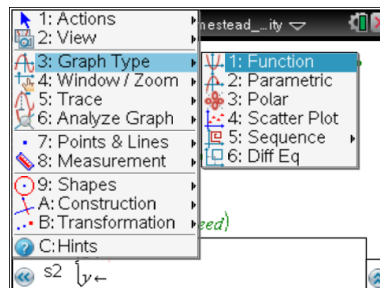 1: Actions
2: View
3: Graph Type
4: Window / Zoom
5: Trace
6: Analyze Graph
7: Points & Lines
8: Measurement
9: Shapes
A: Construction
B: Transformation
C: Hints
mestead_...ity
1: Function
2: Parametric
3: Polar
4: Scatter Plot
5: Sequence
6: Diff Eq
eed)
s2
y←